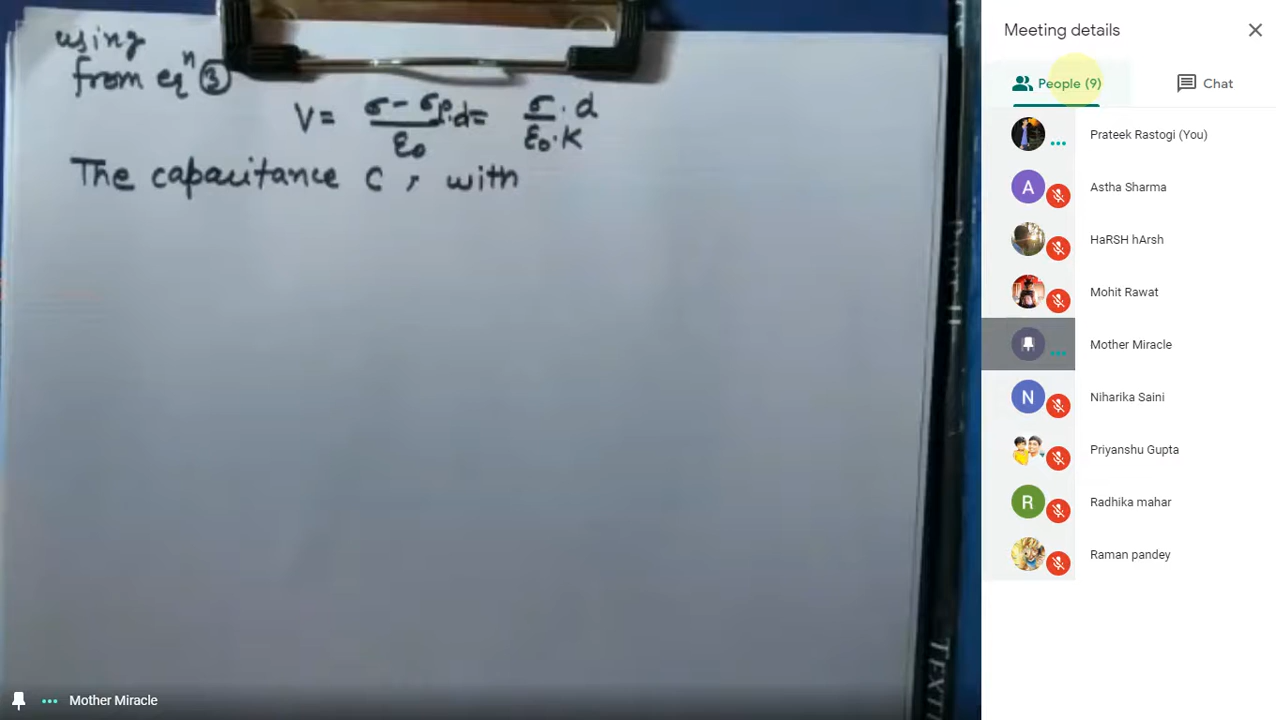 using
from eqⁿ ③
V= σ- σp/ε₀ .d= σ/ε₀.K . d
The capacitance C, with
TEXT
Mother Miracle
Meeting details
People (9)
Chat
Prateek Rastogi (You)
A
Astha Sharma
HaRSH hArsh
Mohit Rawat
Mother Miracle
N
Niharika Saini
Priyanshu Gupta
R
Radhika mahar
Raman pandey